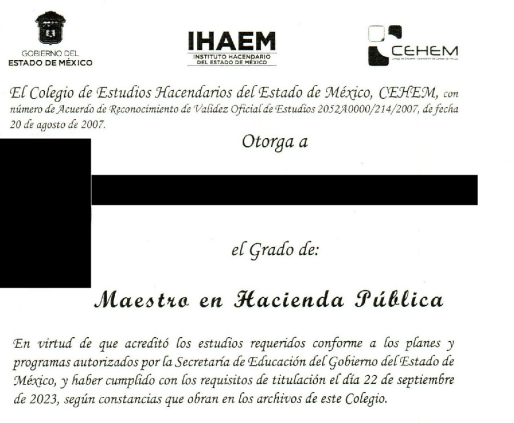 GOBIERNO DEL
ESTADO DE MÉXICO
IHAEM
INSTITUTO HACENDARIO
DEL ESTADO DE MÉXICO
CEHEM
El Colegio de Estudios Hacendarios del Estado de México, CEHEM, con
número de Acuerdo de Reconocimiento de Validez Oficial de Estudios 2052A0000/214/2007, de fecha
20 de agosto de 2007.
Otorga a
el Grado de:
Maestro en Hacienda Pública
En virtud de que acreditó los estudios requeridos conforme a los planes y
programas autorizados por la Secretaría de Educación del Gobierno del Estado de
México, y haber cumplido con los requisitos de titulación el día 22 de septiembre
de 2023, según constancias que obran en los archivos de este Colegio.